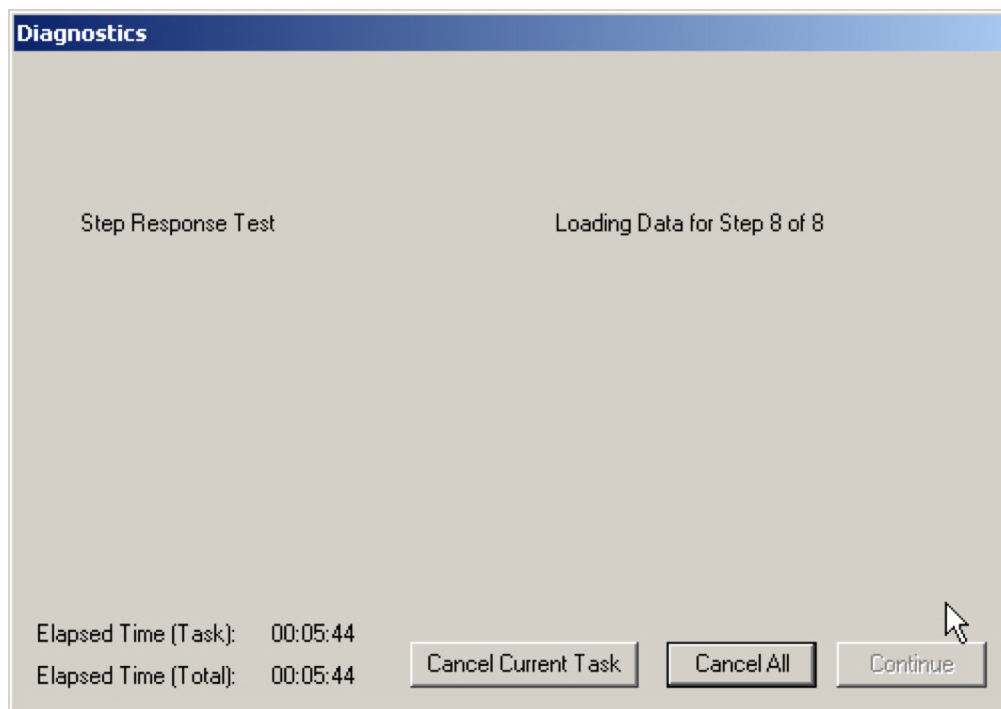 Diagnostics
Step Response Test
Loading Data for Step 8 of 8
Elapsed Time (Task): 00:05:44
Elapsed Time (Total): 00:05:44
Cancel Current Task
Cancel All
Continue